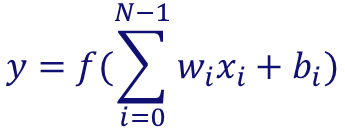 y = f(∑_{i=0}^{N-1} w_i x_i + b_i)